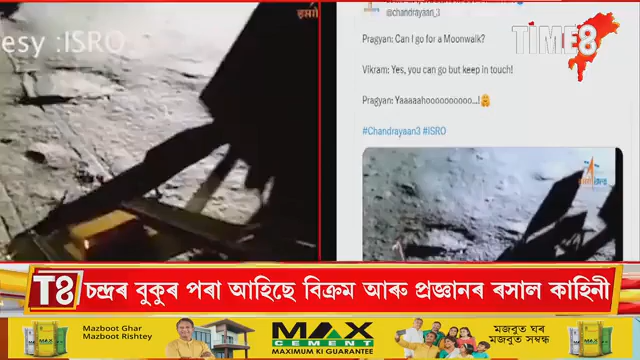 esy :ISRO
इसरो
@chandrayaan_3
TIME8
Pragyan: Can I go for a Moonwalk?
Vikram: Yes, you can go but keep in touch!
Pragyan: Yaaaaahoooooooooo...!🤗
#Chandrayaan3 #ISRO
T8 চন্দ্ৰৰ বুকুৰ পৰা আহিছে বিক্ৰম আৰু প্ৰজ্ঞানৰ ৰসাল কাহিনী
Mazboot Ghar
Mazboot Rishtey
MAX
CEMENT
MAXIMUM KI GUARANTEE
মজবুত ঘৰ
মজবুত সম্বন্ধ